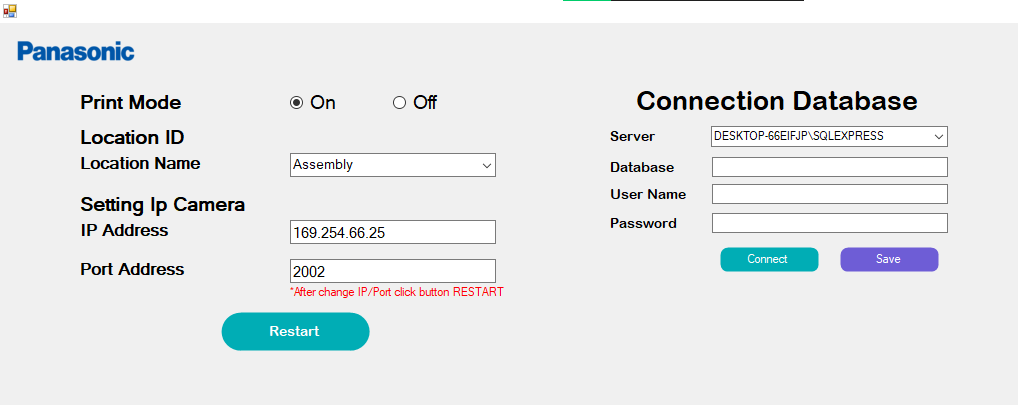 Panasonic
Print Mode
On
Off
Location ID
Location Name
Assembly
Setting Ip Camera
IP Address
169.254.66.25
Port Address
2002
*After change IP/Port click button RESTART
Restart
Connection Database
Server
DESKTOP-66EIFJP\SQLEXPRESS
Database
User Name
Password
Connect
Save